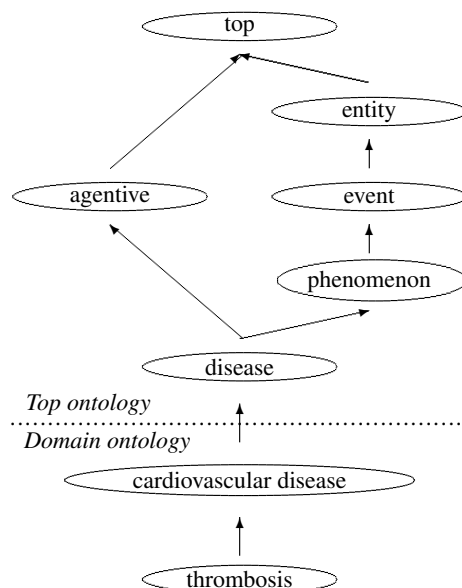 top
entity
agentive
event
phenomenon
disease
Top ontology
Domain ontology
cardiovascular disease
thrombosis